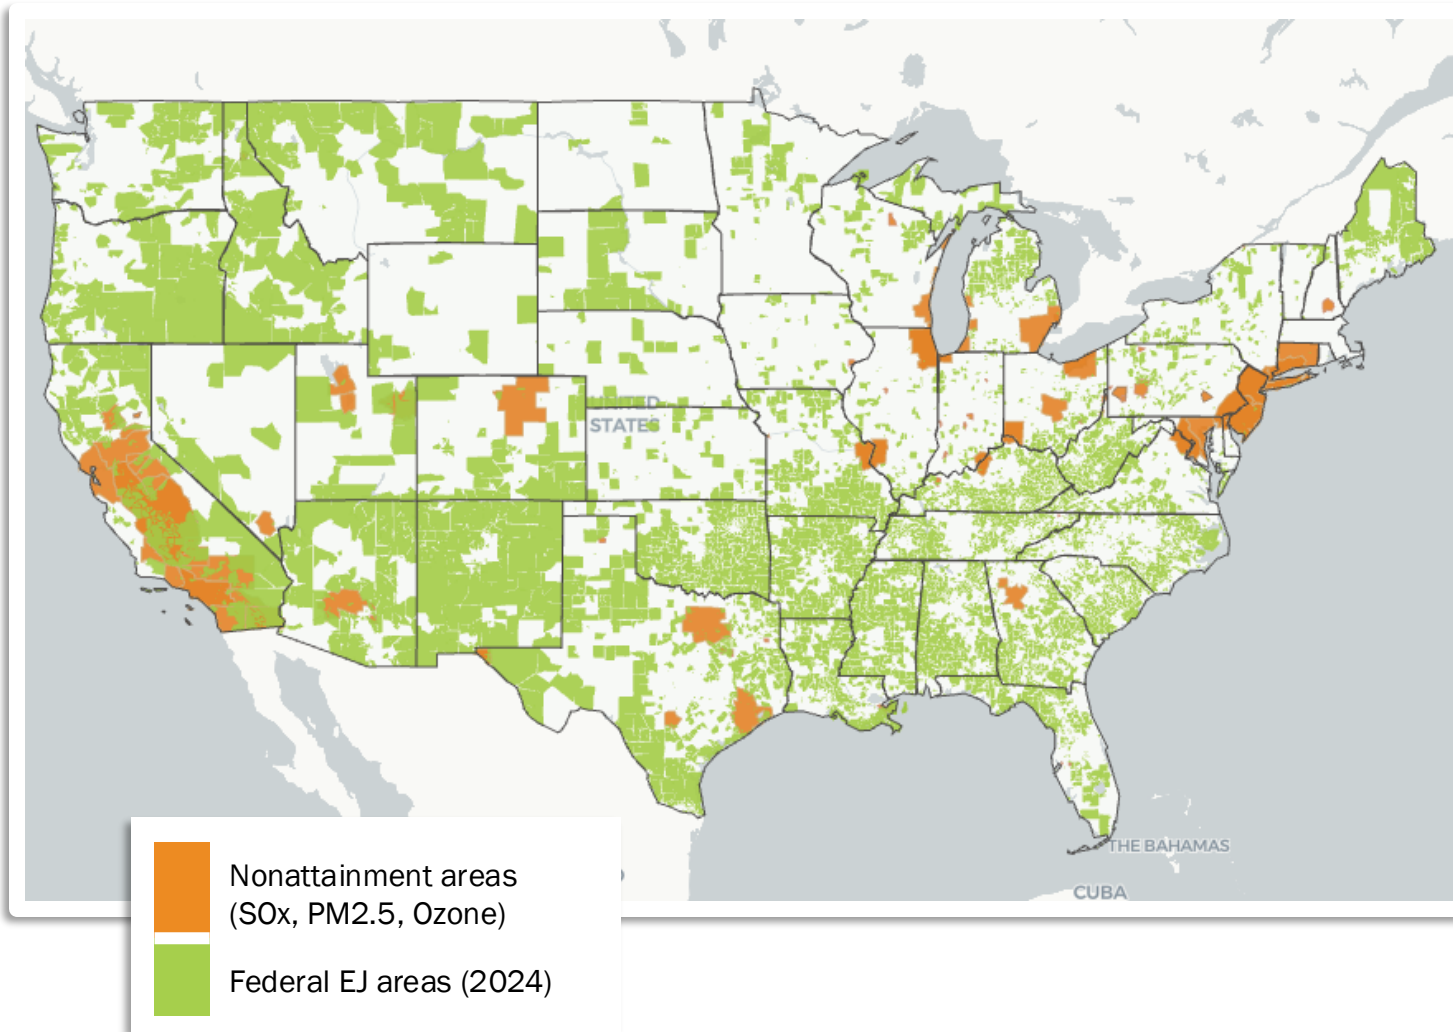 UNITED
STATES
THE BAHAMAS
CUBA
Nonattainment areas
(SOx, PM2.5, Ozone)
Federal EJ areas (2024)